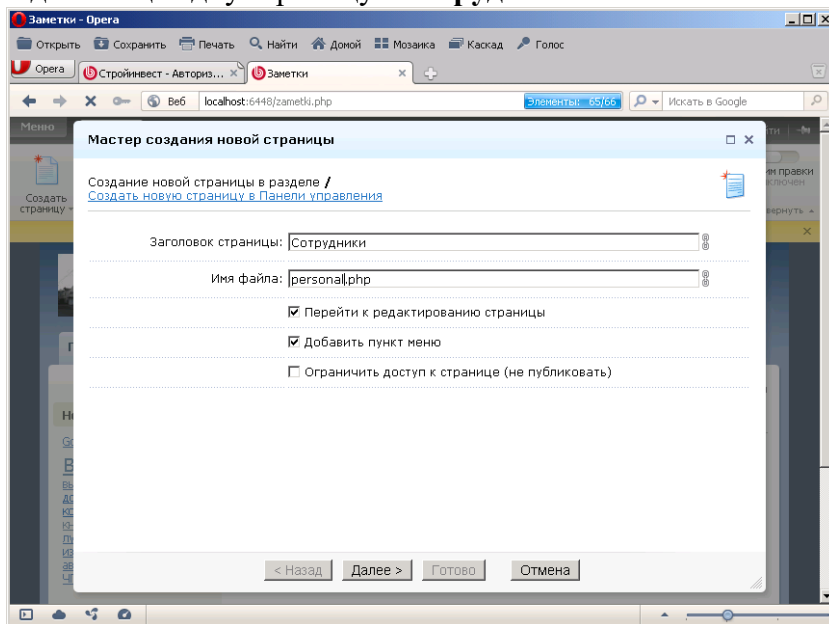 Заметки - Opera
Открыть Сохранить Печать Найти Домой Мозаика Каскад Голос
Opera Стройинвест - Авториз... × Заметки ×
Веб localhost:6448/zametki.php Элементы: 65/66 Искать в Google
Меню
Мастер создания новой страницы
Создать
страницу
Создание новой страницы в разделе /
Создать новую страницу в Панели управления
Заголовок страницы: Сотрудники
Имя файла: personal.php
Перейти к редактированию страницы
Добавить пункт меню
Ограничить доступ к странице (не публиковать)
< Назад Далее > Готово Отмена